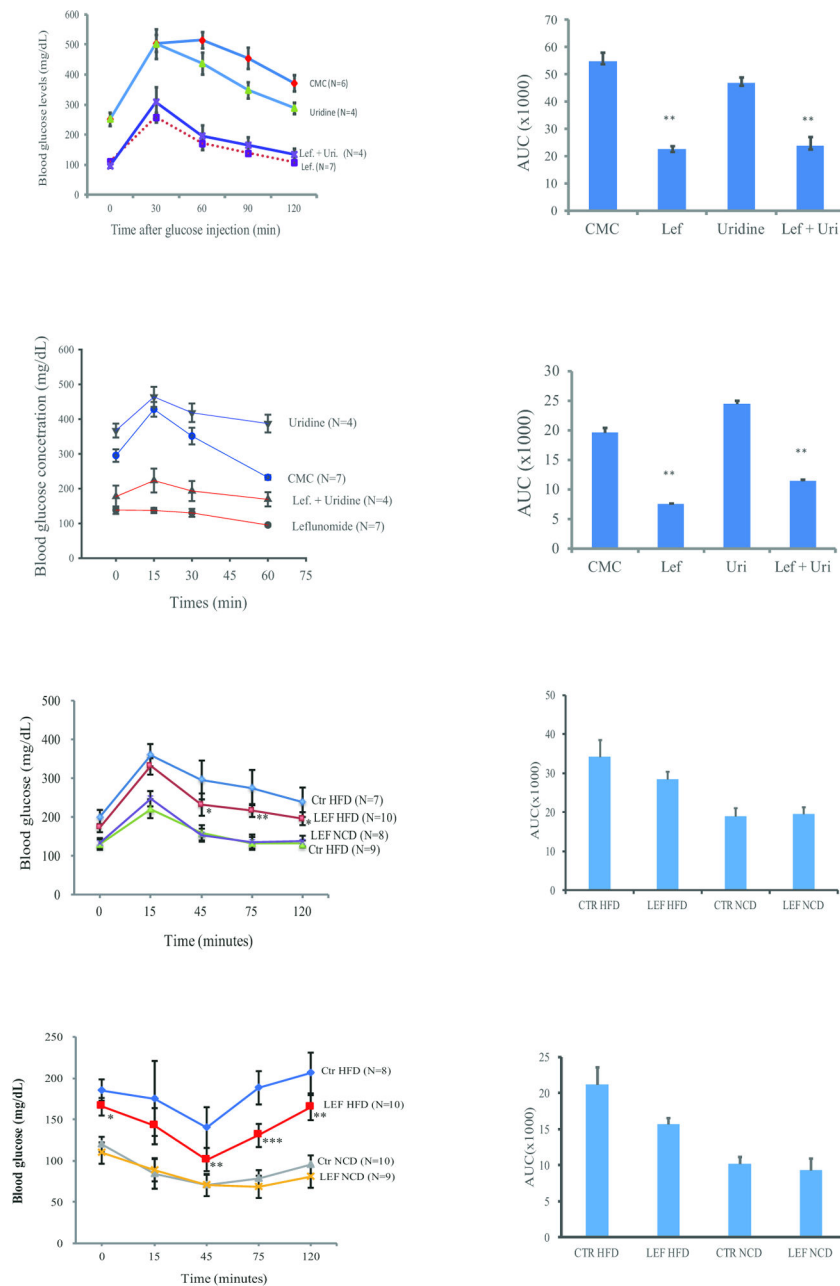 Blood glucose levels (mg/dL)
600
500
400
300
200
100
0
0 30 60 90 120
Time after glucose injection (min)
CMC (N=6)
Uridine (N=4)
Lef. + Uri. (N=4)
Lef. (N=7)
AUC (x1000)
70
60
50
40
30
20
10
0
** **
CMC Lef Uridine Lef + Uri
Blood glucose concetration (mg/dL)
600
500
400
300
200
100
0
0 15 30 45 60 75
Times (min)
Uridine (N=4)
CMC (N=7)
Lef. + Uridine (N=4)
Leflunomide (N=7)
AUC (x1000)
30
25
20
15
10
5
0
** **
CMC Lef Uri Lef + Uri
Blood glucose (mg/dL)
500
400
300
200
100
0
0 15 45 75 120
Time (minutes)
Ctr HFD (N=7)
LEF HFD (N=10)
LEF NCD (N=8)
Ctr HFD (N=9)
* ** *
AUC(x1000)
50
40
30
20
10
0
CTR HFD LEF HFD CTR NCD LEF NCD
Blood glucose (mg/dL)
250
200
150
100
50
0
0 15 45 75 120
Time (minutes)
Ctr HFD (N=8)
LEF HFD (N=10)
Ctr NCD (N=10)
LEF NCD (N=9)
* ** *** **
AUC(x1000)
25
20
15
10
5
0
CTR HFD LEF HFD CTR NCD LEF NCD